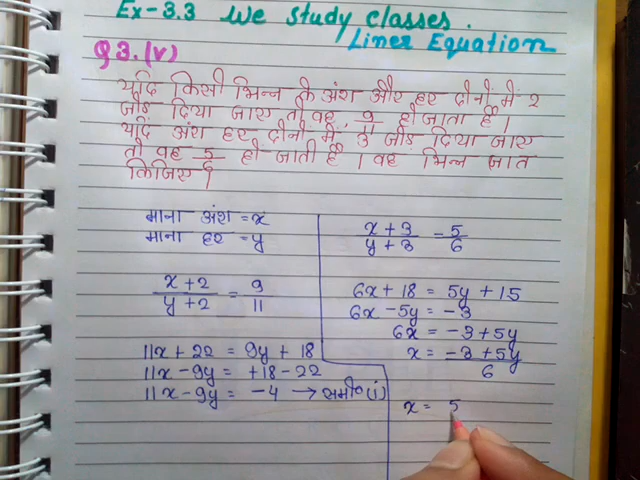 Ex-3.3 We Study Classes.
Liner Equation
Q3.(v)
यदि किसी भिन्न के अंश और हर दोनों में 2
जोड़ दिया जाए तो वह 9/11 हो जाता है।
यदि अंश हर दोनों में 3 जोड़ दिया जाए
तो वह 5/6 हो जाती है। वह भिन्न ज्ञात
किजिए।
माना अंश = x
माना हर = y
(x+2)/(y+2) = 9/11
11x + 22 = 9y + 18
11x - 9y = +18 - 22
11x - 9y = -4 → समी०(i)
(x+3)/(y+3) = 5/6
6x + 18 = 5y + 15
6x - 5y = -3
6x = -3 + 5y
x = (-3 + 5y)/6
x = 5